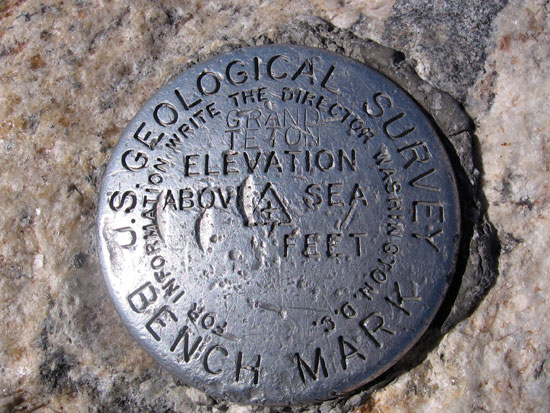 U.S. GEOLOGICAL SURVEY
FOR INFORMATION WRITE THE DIRECTOR WASHINGTON, D.C.
GRAND
TETON
ELEVATION
ABOVE SEA
FEET
BENCH MARK